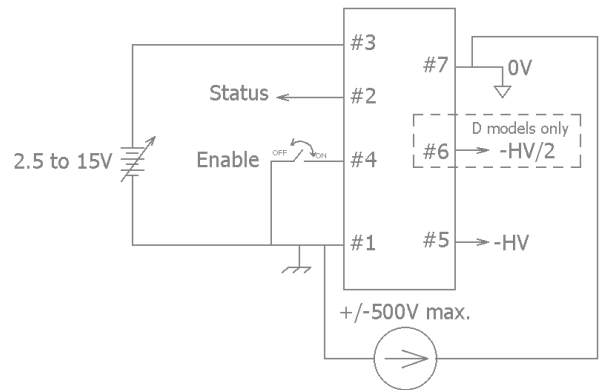 #3
#7
0V
Status
#2
D models only
2.5 to 15V
Enable
OFF
ON
#4
#6
-HV/2
#1
#5
-HV
+/-500V max.